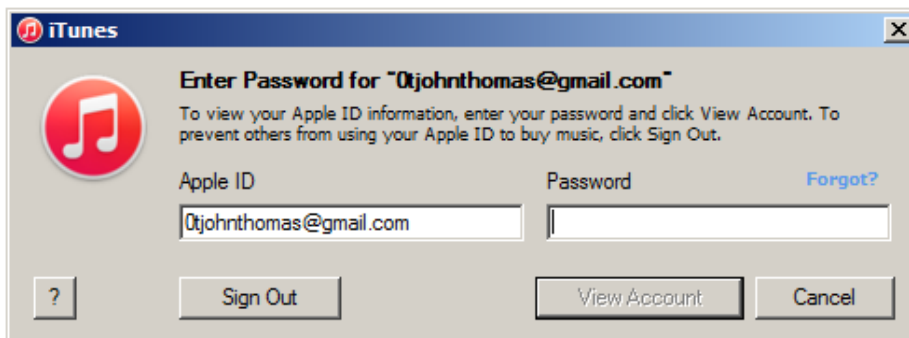 iTunes
Enter Password for "0tjohnthomas@gmail.com"
To view your Apple ID information, enter your password and click View Account. To
prevent others from using your Apple ID to buy music, click Sign Out.
Apple ID
Password
Forgot?
0tjohnthomas@gmail.com
?
Sign Out
View Account
Cancel